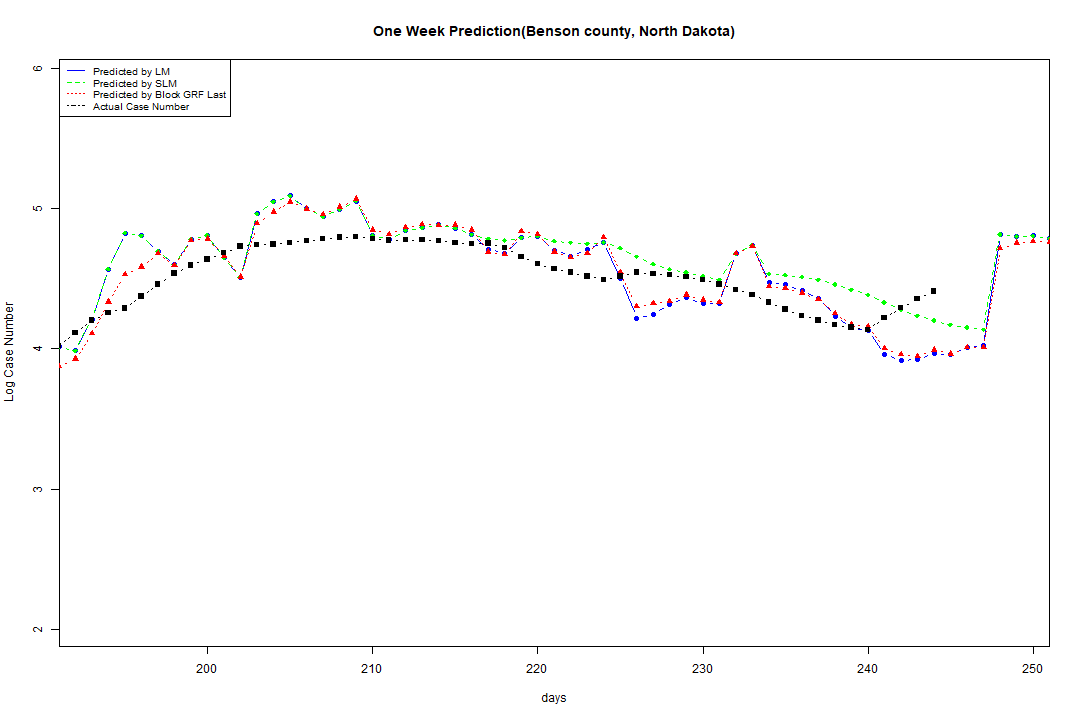 One Week Prediction(Benson county, North Dakota)
Predicted by LM
Predicted by SLM
Predicted by Block GRF Last
Actual Case Number
6
5
4
3
2
Log Case Number
200 210 220 230 240 250
days